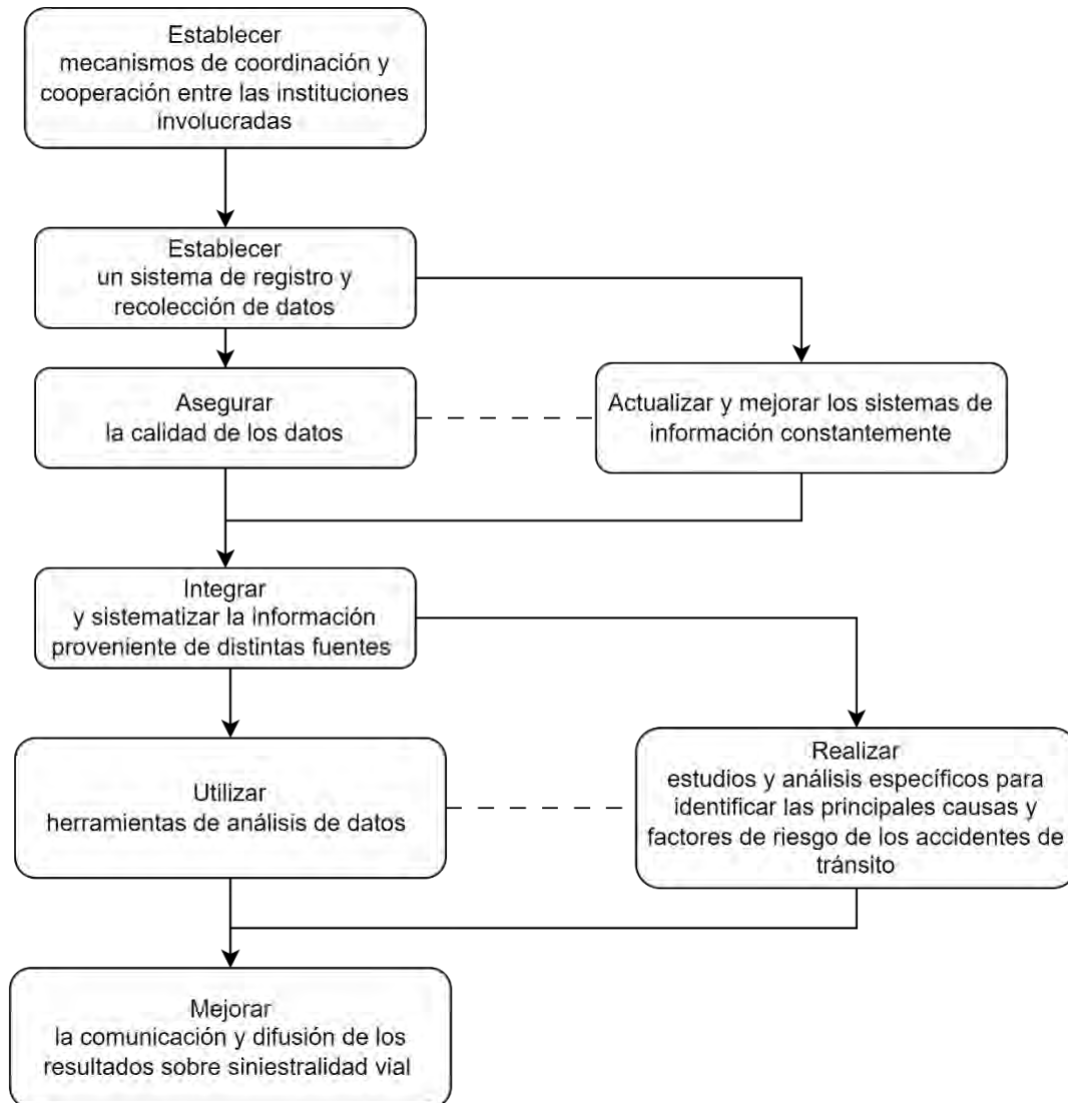 Establecer
mecanismos de coordinación y
cooperación entre las instituciones
involucradas
Establecer
un sistema de registro y
recolección de datos
Asegurar
la calidad de los datos
Actualizar y mejorar los sistemas de
información constantemente
Integrar
y sistematizar la información
proveniente de distintas fuentes
Utilizar
herramientas de análisis de datos
Realizar
estudios y análisis específicos para
identificar las principales causas y
factores de riesgo de los accidentes de
tránsito
Mejorar
la comunicación y difusión de los
resultados sobre siniestralidad vial